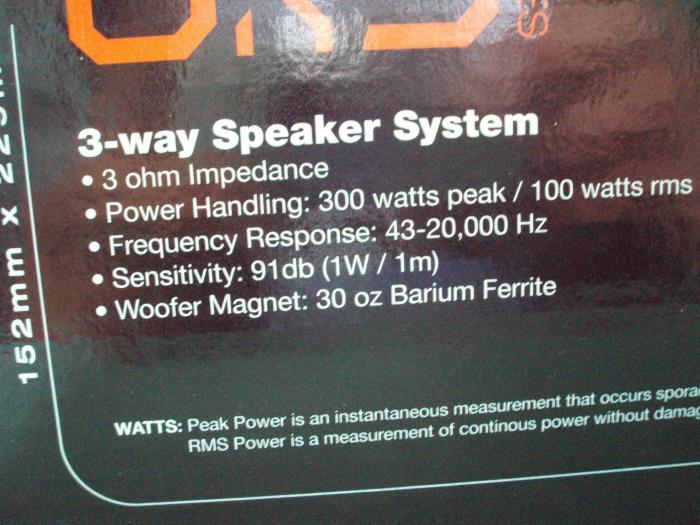 3-way Speaker System
• 3 ohm Impedance
• Power Handling: 300 watts peak / 100 watts rms
• Frequency Response: 43-20,000 Hz
• Sensitivity: 91db (1W / 1m)
• Woofer Magnet: 30 oz Barium Ferrite
WATTS: Peak Power is an instantaneous measurement that occurs
RMS Power is a measurement of continous power without
152mm x